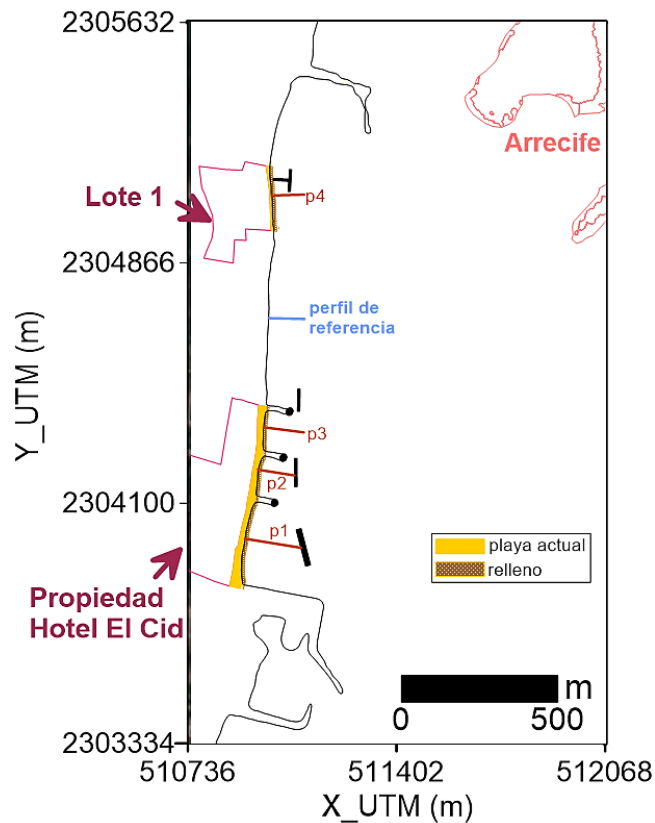 2305632
Arrecife
Lote 1
p4
2304866
perfil de
referencia
Y_UTM (m)
p3
p2
2304100
p1
playa actual
relleno
Propiedad
Hotel El Cid
m
0 500
2303334
510736 511402 512068
X_UTM (m)